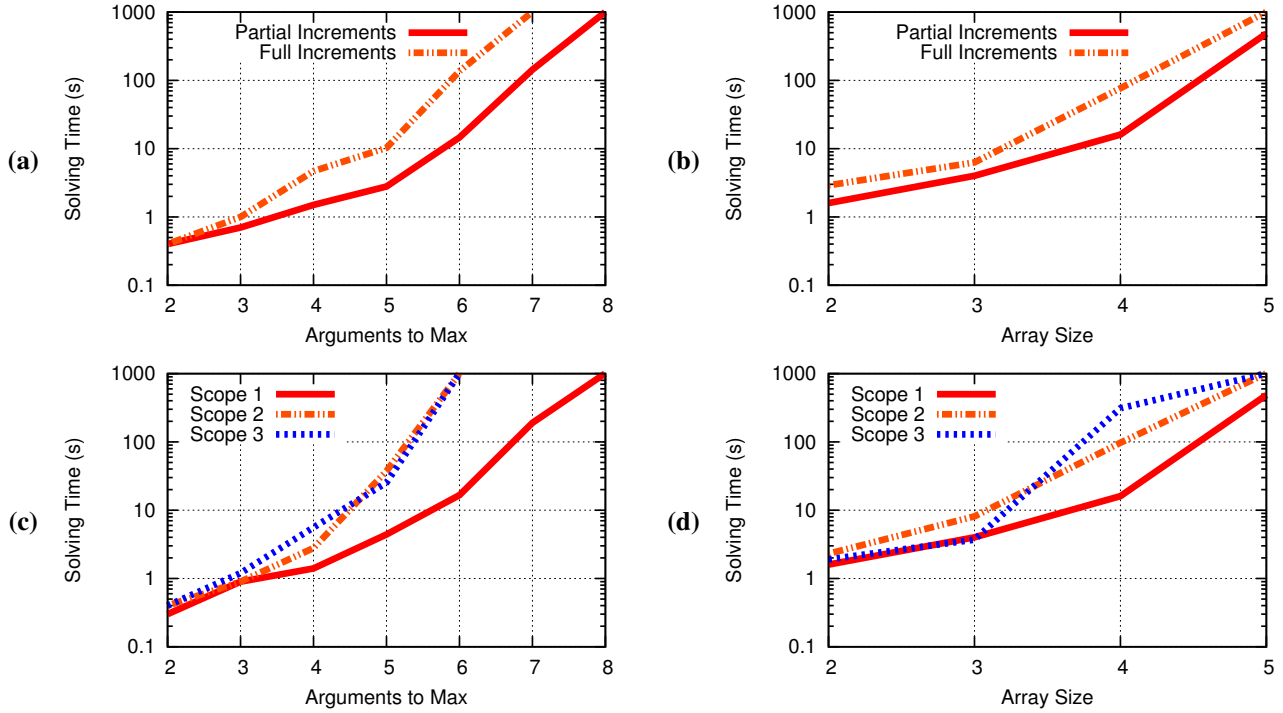 (a)
Solving Time (s)
1000
100
10
1
0.1
Partial Increments
Full Increments
2 3 4 5 6 7 8
Arguments to Max
(b)
Solving Time (s)
1000
100
10
1
0.1
Partial Increments
Full Increments
2 3 4 5
Array Size
(c)
Solving Time (s)
1000
100
10
1
0.1
Scope 1
Scope 2
Scope 3
2 3 4 5 6 7 8
Arguments to Max
(d)
Solving Time (s)
1000
100
10
1
0.1
Scope 1
Scope 2
Scope 3
2 3 4 5
Array Size